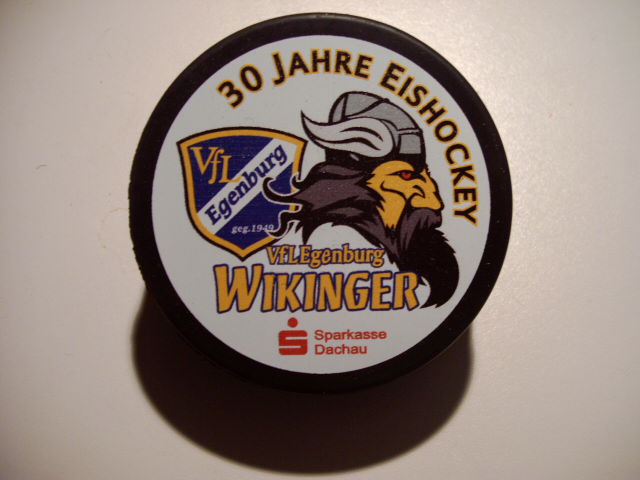 30 JAHRE EISHOCKEY
VfL
Egenburg
geg.1949
VfL Egenburg
WIKINGER
Sparkasse
Dachau